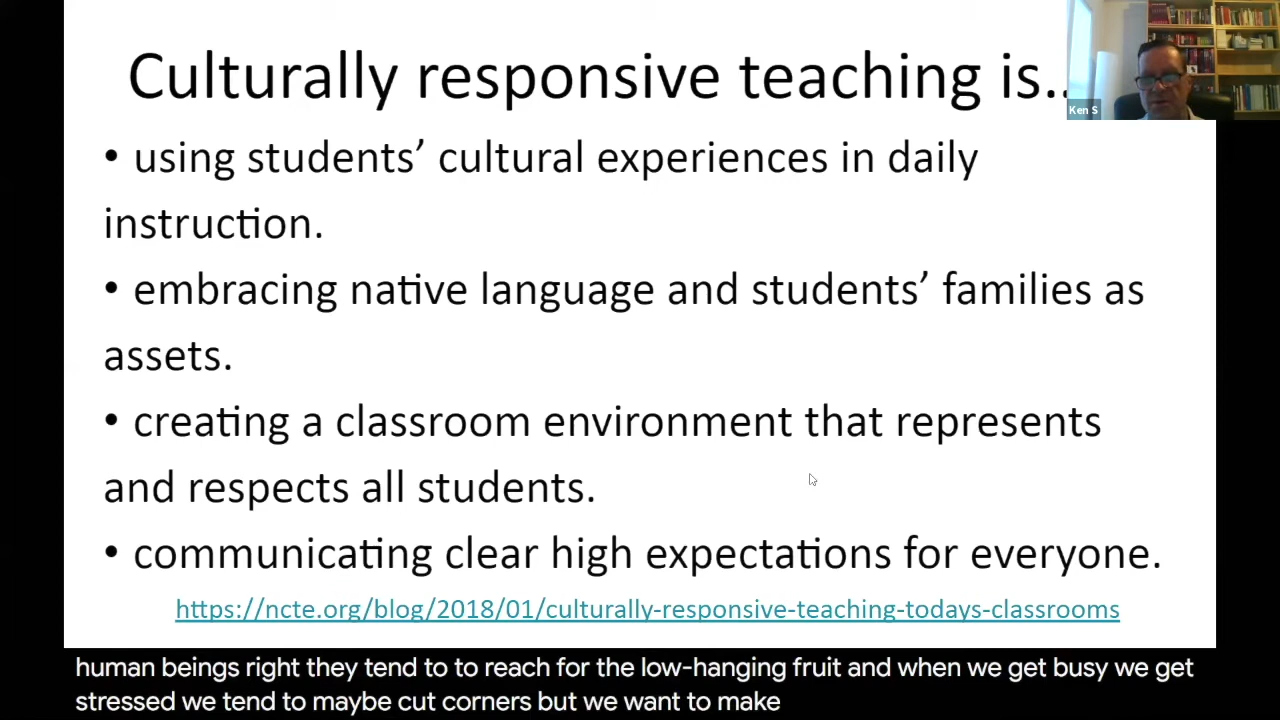 Culturally responsive teaching is..
Ken S
• using students’ cultural experiences in daily
instruction.
• embracing native language and students’ families as
assets.
• creating a classroom environment that represents
and respects all students.
• communicating clear high expectations for everyone.
https://ncte.org/blog/2018/01/culturally-responsive-teaching-todays-classrooms
human beings right they tend to to reach for the low-hanging fruit and when we get busy we get
stressed we tend to maybe cut corners but we want to make